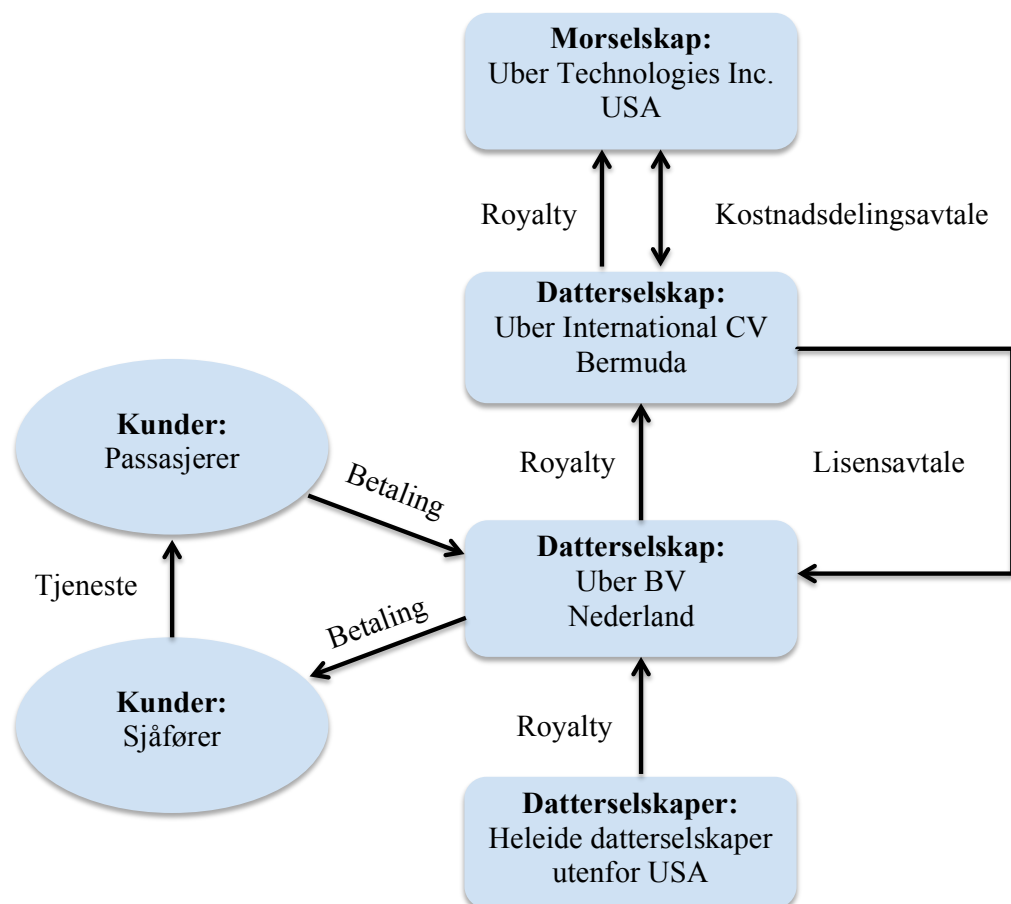 Morselskap:
Uber Technologies Inc.
USA
Royalty
Kostnadsdelingsavtale
Datterselskap:
Uber International CV
Bermuda
Kunder:
Passasjerer
Betaling
Royalty
Lisensavtale
Datterselskap:
Uber BV
Nederland
Tjeneste
Betaling
Kunder:
Sjåfører
Royalty
Datterselskaper:
Heleide datterselskaper
utenfor USA